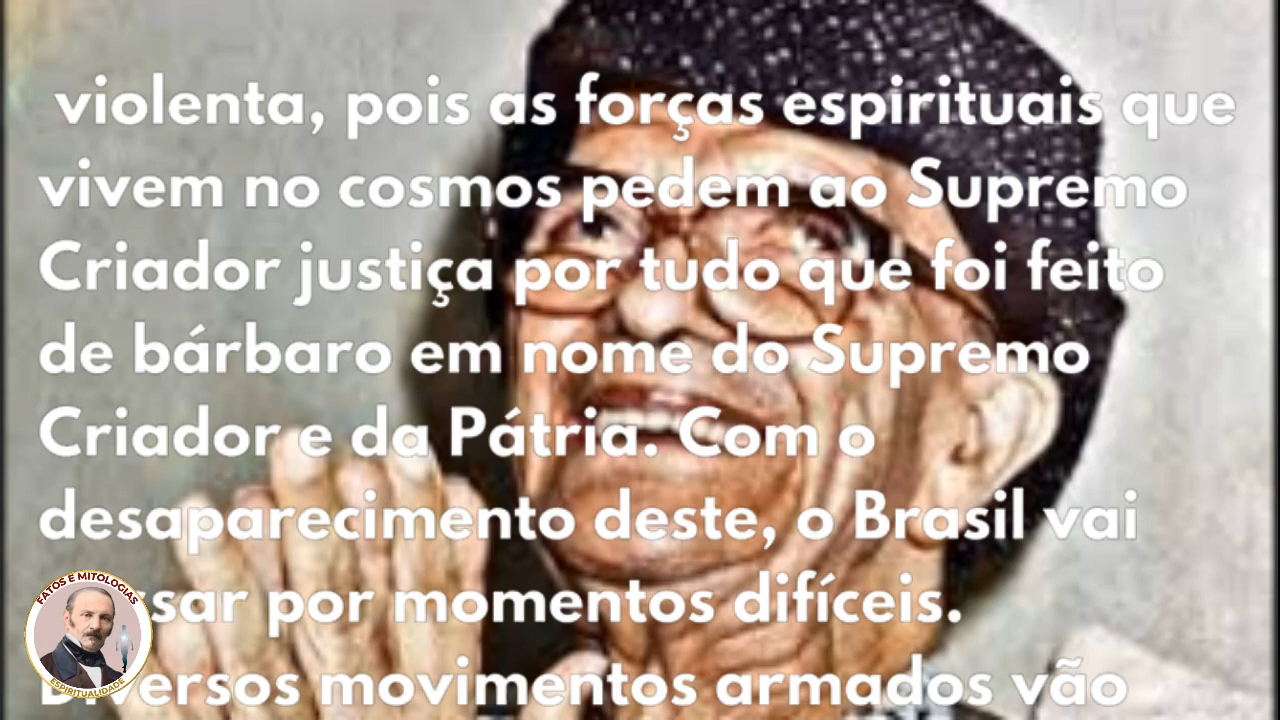 violenta, pois as forças espirituais que
vivem no cosmos pedem ao Supremo
Criador justiça por tudo que foi feito
de bárbaro em nome do Supremo
Criador e da Pátria. Com o
desaparecimento deste, o Brasil vai
ssar por momentos difíceis.
Diversos movimentos armados vão
FATOS E MITOLOGIAS
ESPIRITUALIDADE